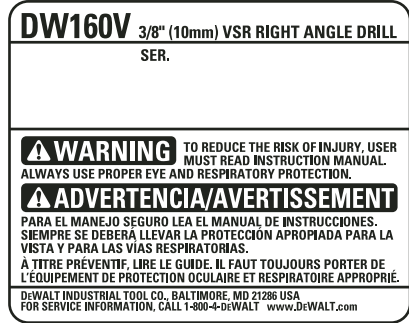 DW160V 3/8" (10mm) VSR RIGHT ANGLE DRILL
SER.
WARNING TO REDUCE THE RISK OF INJURY, USER
MUST READ INSTRUCTION MANUAL.
ALWAYS USE PROPER EYE AND RESPIRATORY PROTECTION.
ADVERTENCIA/AVERTISSEMENT
PARA EL MANEJO SEGURO LEA EL MANUAL DE INSTRUCCIONES.
SIEMPRE SE DEBERÁ LLEVAR LA PROTECCIÓN APROPIADA PARA LA
VISTA Y PARA LAS VÍAS RESPIRATORIAS.
À TITRE PRÉVENTIF, LIRE LE GUIDE. IL FAUT TOUJOURS PORTER DE
L'ÉQUIPEMENT DE PROTECTION OCULAIRE ET RESPIRATOIRE APPROPRIÉ.
DEWALT INDUSTRIAL TOOL CO., BALTIMORE, MD 21286 USA
FOR SERVICE INFORMATION, CALL 1-800-4-DEWALT www.DEWALT.com